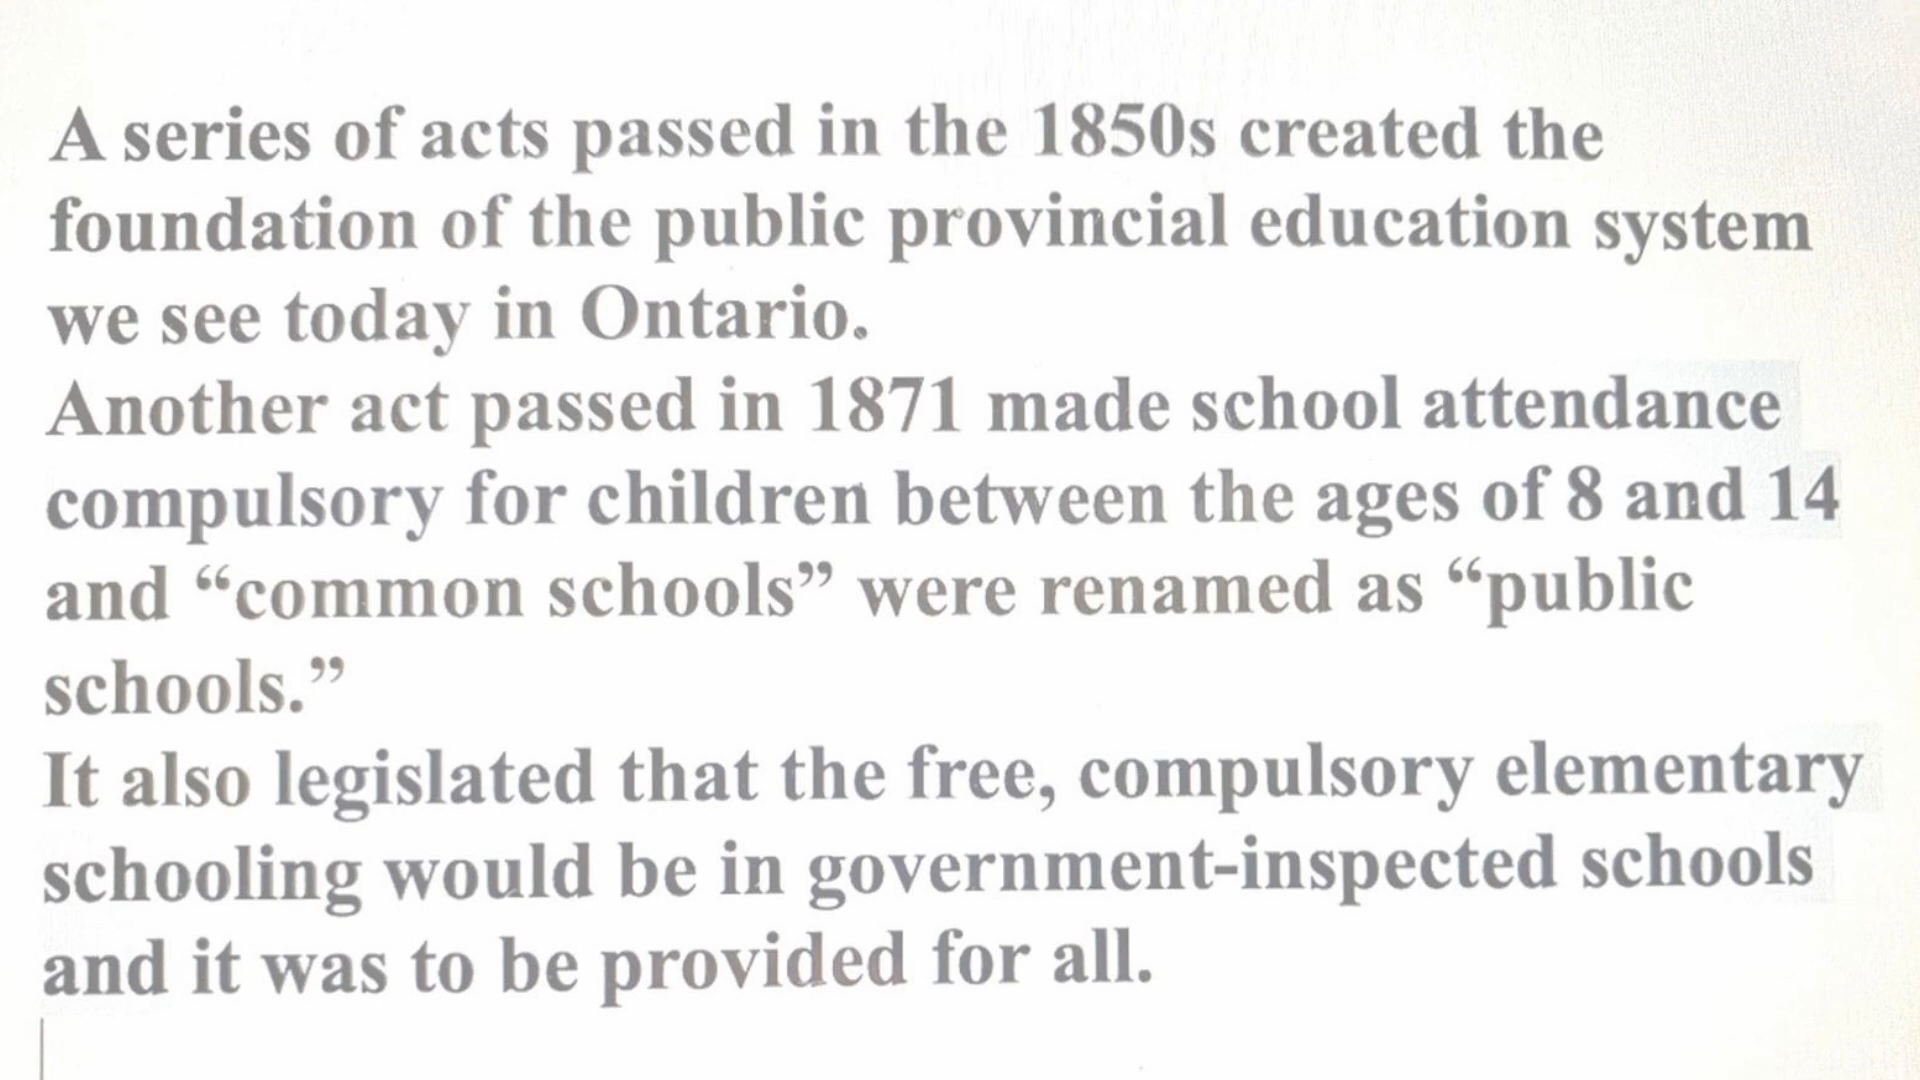 A series of acts passed in the 1850s created the
foundation of the public provincial education system
we see today in Ontario.
Another act passed in 1871 made school attendance
compulsory for children between the ages of 8 and 14
and “common schools” were renamed as “public
schools.”
It also legislated that the free, compulsory elementary
schooling would be in government-inspected schools
and it was to be provided for all.